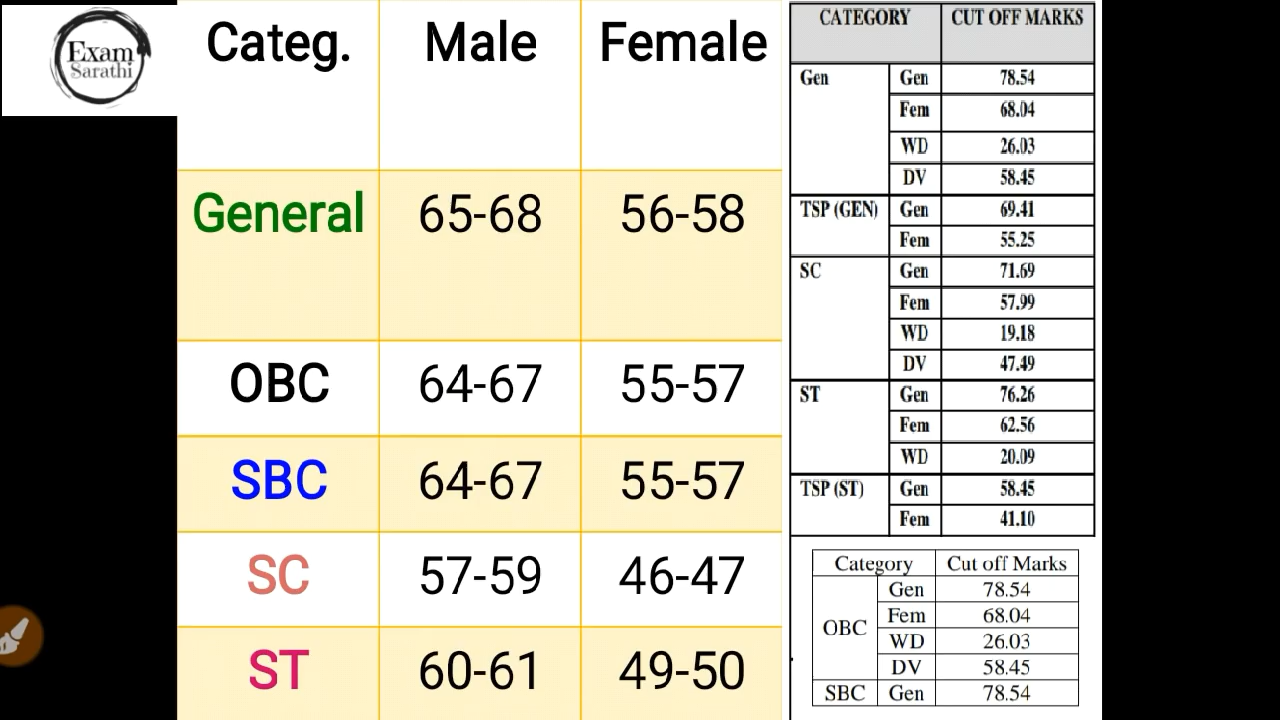 Exam
Sarathi
Categ. Male Female
General 65-68 56-58
OBC 64-67 55-57
SBC 64-67 55-57
SC 57-59 46-47
ST 60-61 49-50
CATEGORY CUT OFF MARKS
Gen Gen 78.54
Fem 68.04
WD 26.03
DV 58.45
TSP (GEN) Gen 69.41
Fem 55.25
SC Gen 71.69
Fem 57.99
WD 19.18
DV 47.49
ST Gen 76.26
Fem 62.56
WD 20.09
TSP (ST) Gen 58.45
Fem 41.10
Category Cut off Marks
OBC Gen 78.54
Fem 68.04
WD 26.03
DV 58.45
SBC Gen 78.54